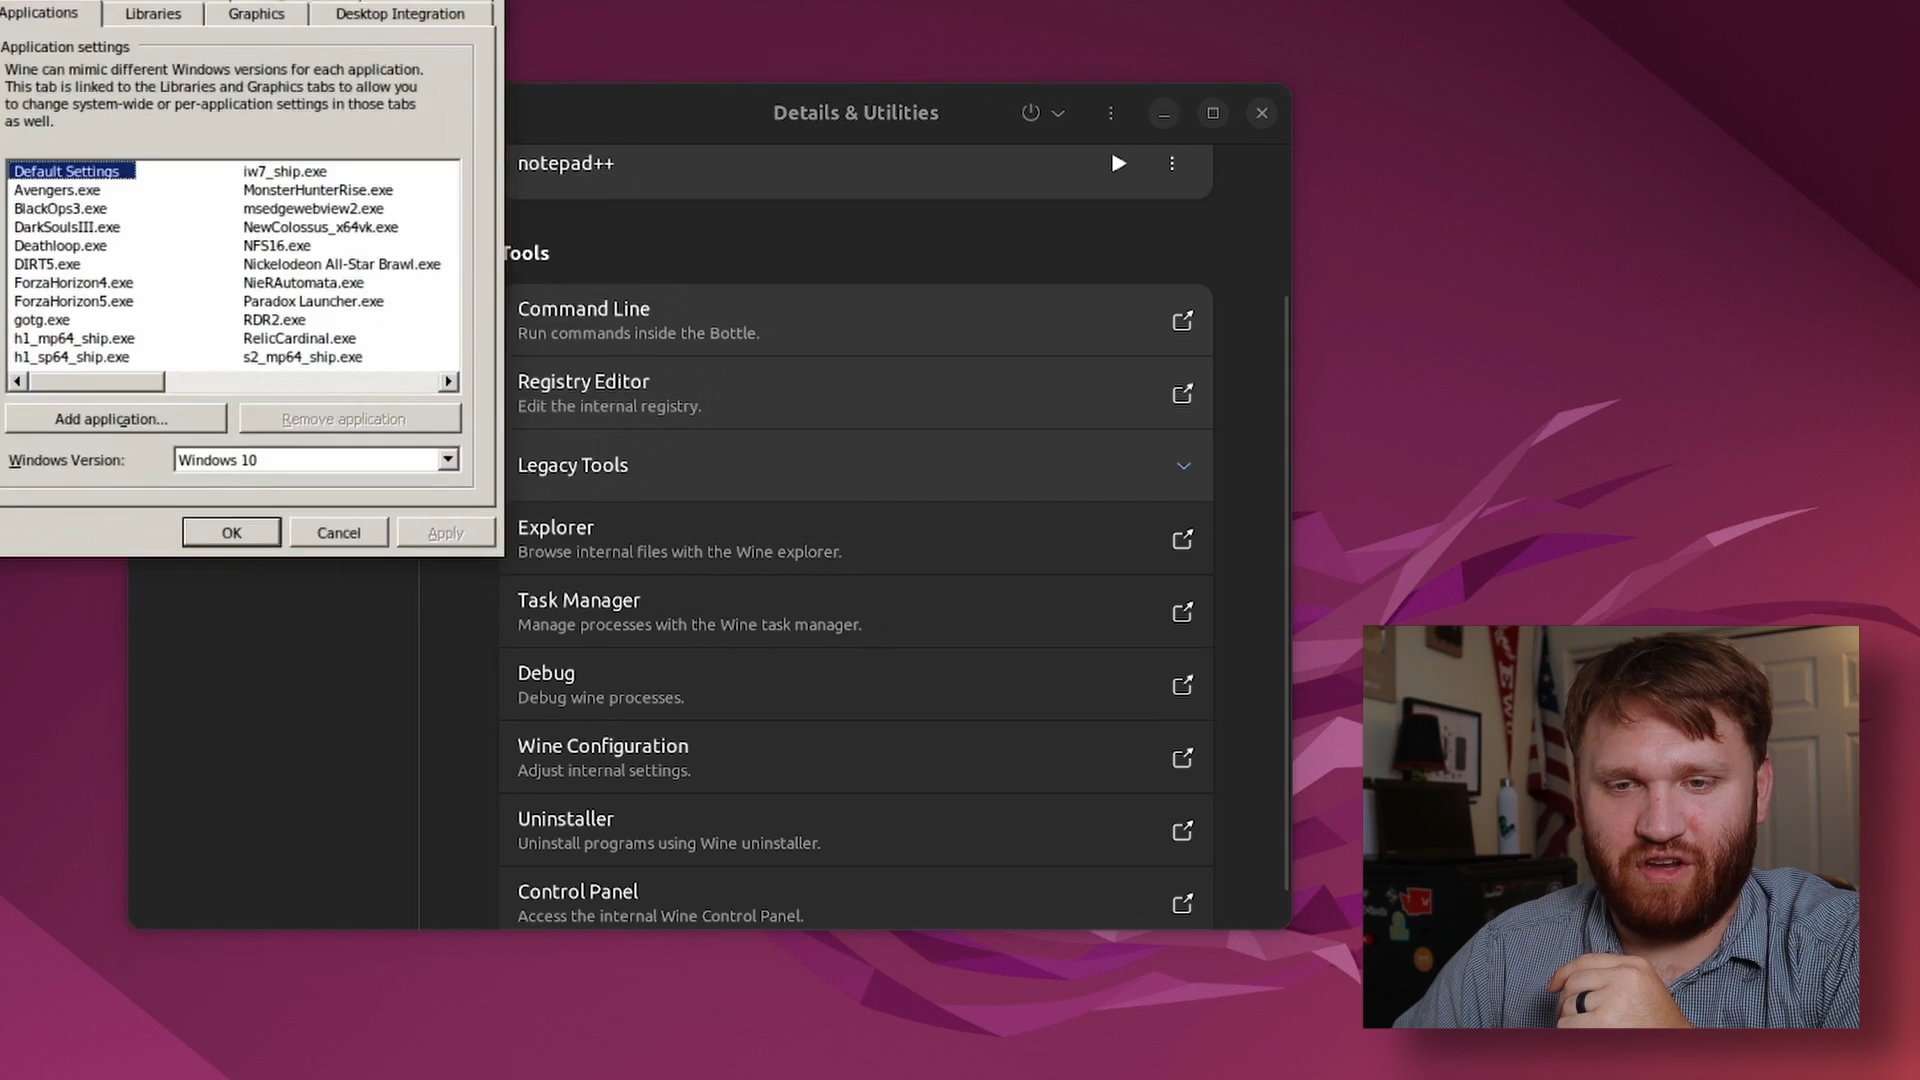 Applications
Libraries
Graphics
Desktop Integration
Application settings
Wine can mimic different Windows versions for each application.
This tab is linked to the Libraries and Graphics tabs to allow you
to change system-wide or per-application settings in those tabs
as well.
Default Settings
Avengers.exe
BlackOps3.exe
DarkSoulsIII.exe
Deathloop.exe
DIRT5.exe
ForzaHorizon4.exe
ForzaHorizon5.exe
gotg.exe
h1_mp64_ship.exe
h1_sp64_ship.exe
iw7_ship.exe
MonsterHunterRise.exe
msedgewebview2.exe
NewColossus_x64vk.exe
NFS16.exe
Nickelodeon All-Star Brawl.exe
NieRAutomata.exe
Paradox Launcher.exe
RDR2.exe
RelicCardinal.exe
s2_mp64_ship.exe
Add application...
Remove application
Windows Version:
Windows 10
OK
Cancel
Apply
Details & Utilities
notepad++
Tools
Command Line
Run commands inside the Bottle.
Registry Editor
Edit the internal registry.
Legacy Tools
Explorer
Browse internal files with the Wine explorer.
Task Manager
Manage processes with the Wine task manager.
Debug
Debug wine processes.
Wine Configuration
Adjust internal settings.
Uninstaller
Uninstall programs using Wine uninstaller.
Control Panel
Access the internal Wine Control Panel.